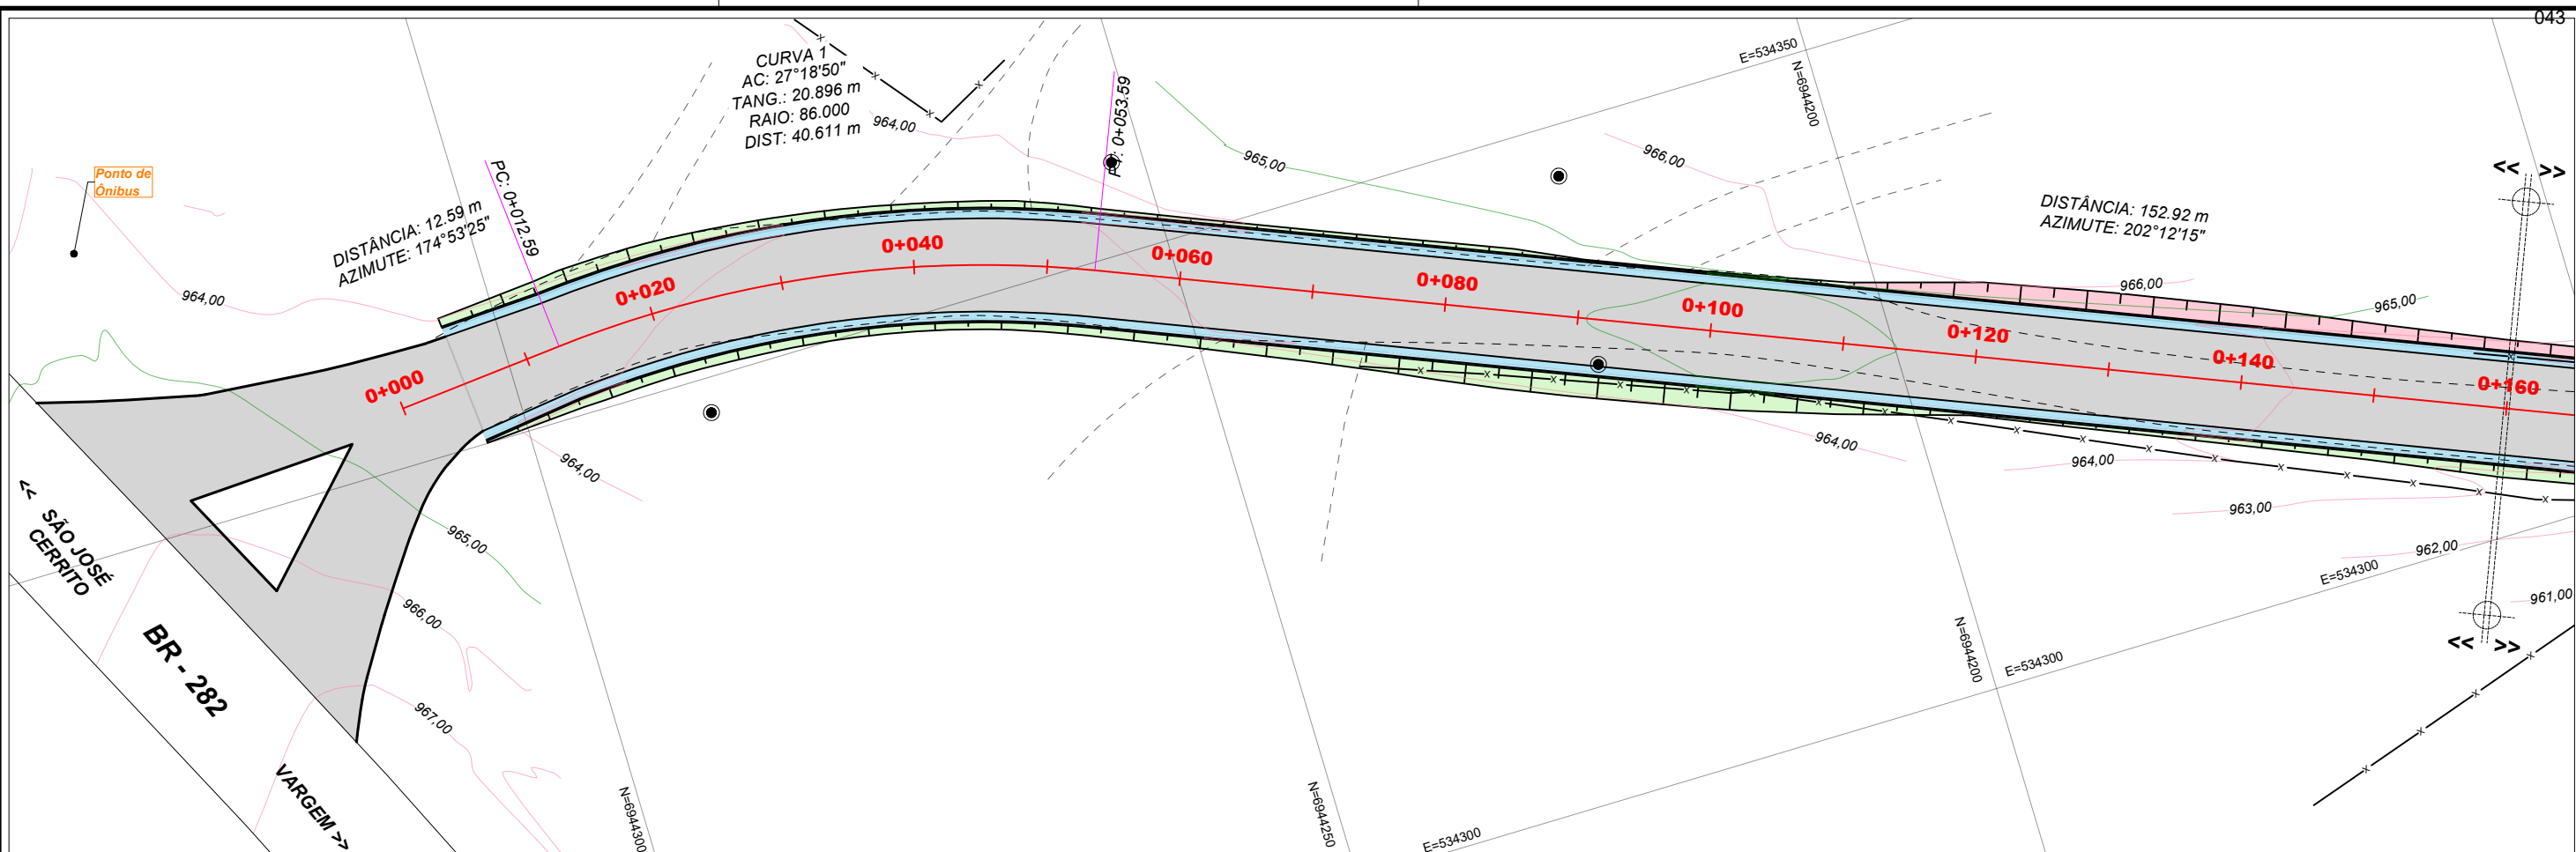 043
CURVA 1
AC: 27°18'50"
TANG.: 20.896 m
RAIO: 86.000
DIST: 40.611 m
E=534350
N=6944200
964,00
965,00
966,00
<< >>
Ponto de
Ônibus
PC: 0+012.59
0+053.59
DISTÂNCIA: 12.59 m
AZIMUTE: 174°53'25"
DISTÂNCIA: 152.92 m
AZIMUTE: 202°12'15"
964,00
966,00
965,00
0+000
0+020
0+040
0+060
0+080
0+100
0+120
0+140
0+160
964,00
964,00
964,00
963,00
962,00
961,00
965,00
966,00
967,00
<< SÃO JOSÉ
CERRITO
BR - 282
VARGEM >>
E=534300
E=534300
E=534300
N=6944300
N=6944250
N=6944200
<< >>